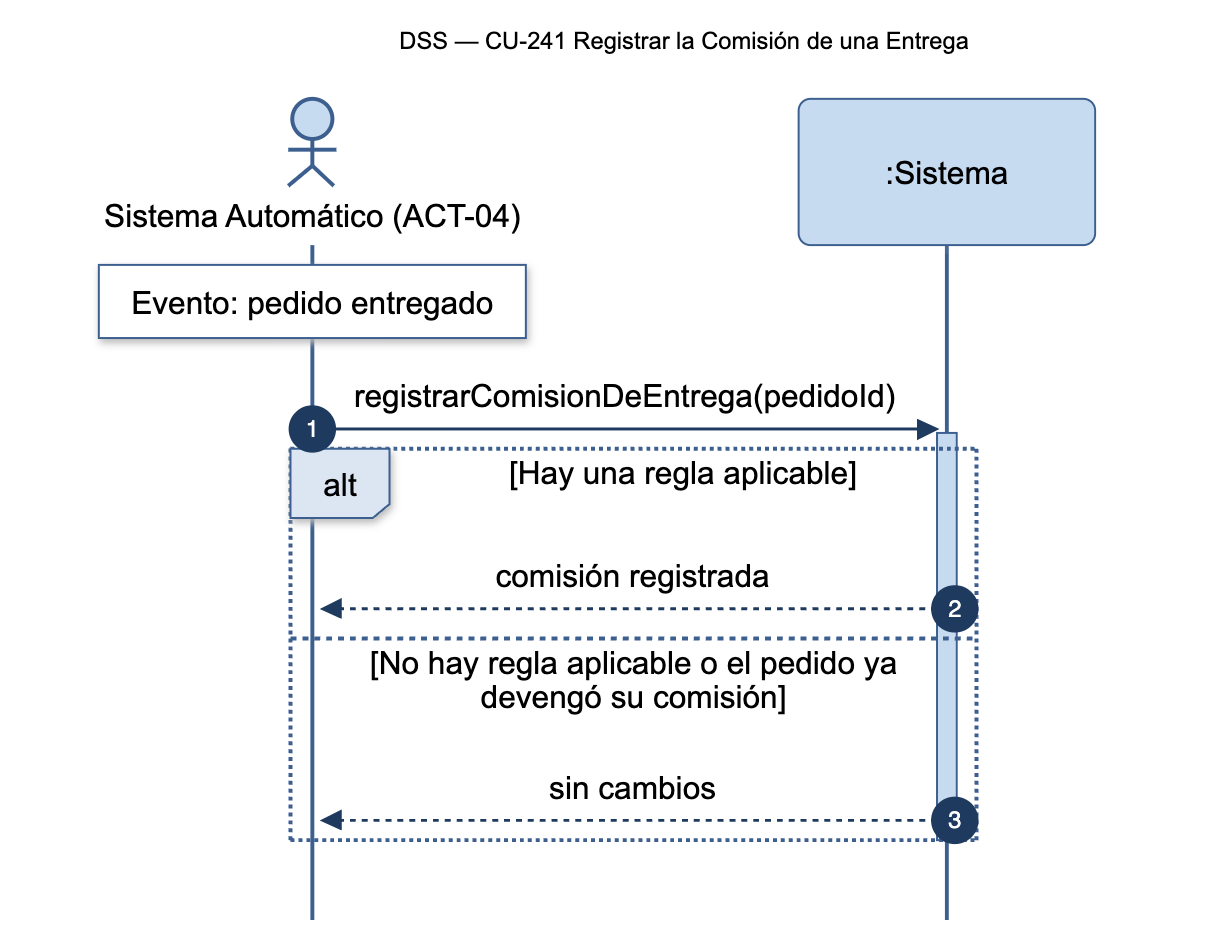 DSS — CU-241 Registrar la Comisión de una Entrega
Sistema Automático (ACT-04)
:Sistema
Evento: pedido entregado
registrarComisionDeEntrega(pedidoId)
1
alt
[Hay una regla aplicable]
comisión registrada
2
[No hay regla aplicable o el pedido ya
devengó su comisión]
sin cambios
3